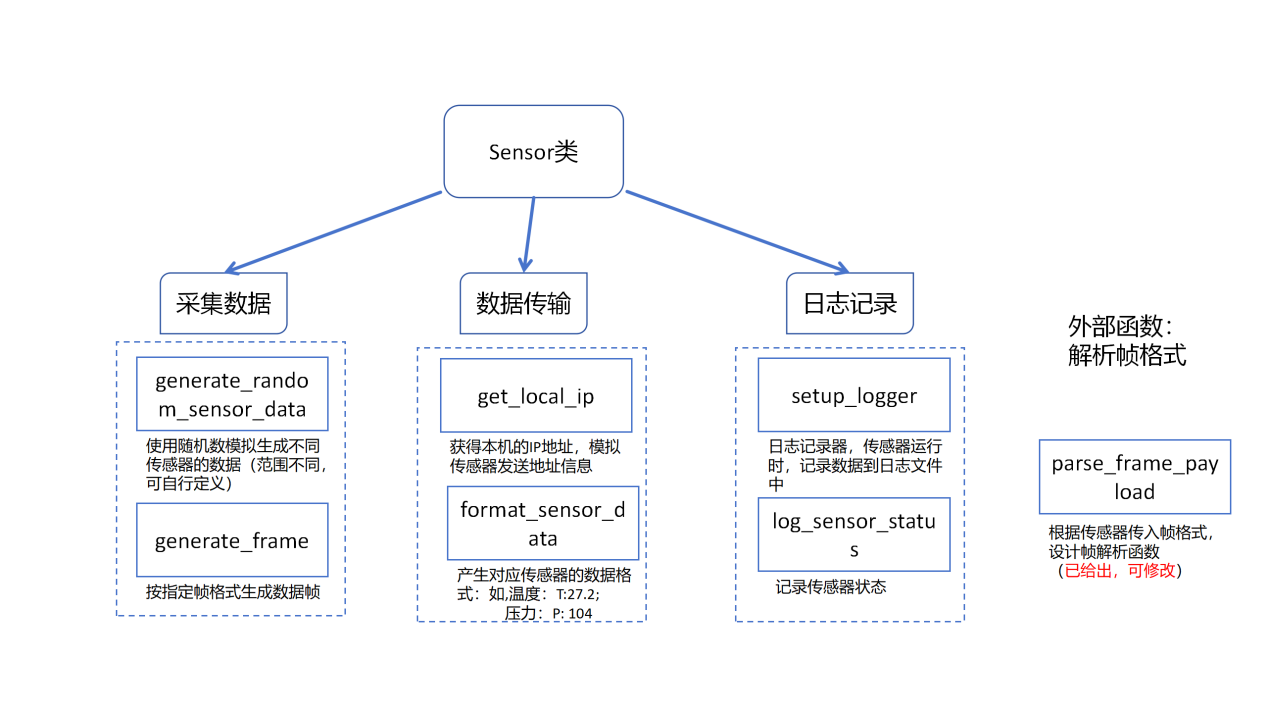 Sensor类
采集数据
generate_rando
m_sensor_data
使用随机数模拟生成不同
传感器的数据（范围不同，
可自行定义）
generate_frame
按指定帧格式生成数据帧
数据传输
get_local_ip
获得本机的IP地址，模拟
传感器发送地址信息
format_sensor_d
ata
产生对应传感器的数据格
式：如,温度：T:27.2;
压力：P: 104
日志记录
setup_logger
日志记录器，传感器运行
时，记录数据到日志文件
中
log_sensor_statu
s
记录传感器状态
外部函数：
解析帧格式
parse_frame_pay
load
根据传感器传入帧格式，
设计帧解析函数
（已给出，可修改）